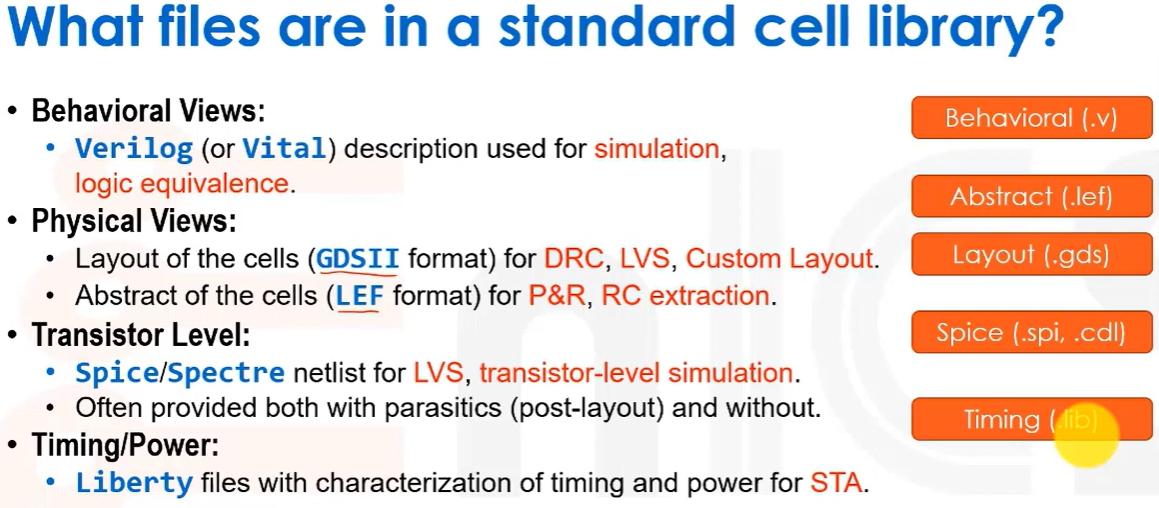 What files are in a standard cell library?
• Behavioral Views:
• Verilog (or Vital) description used for simulation,
logic equivalence.
• Physical Views:
• Layout of the cells (GDSII format) for DRC, LVS, Custom Layout.
• Abstract of the cells (LEF format) for P&R, RC extraction.
• Transistor Level:
• Spice/Spectre netlist for LVS, transistor-level simulation.
• Often provided both with parasitics (post-layout) and without.
• Timing/Power:
• Liberty files with characterization of timing and power for STA.
Behavioral (.v)
Abstract (.lef)
Layout (.gds)
Spice (.spi, .cdl)
Timing (.lib)